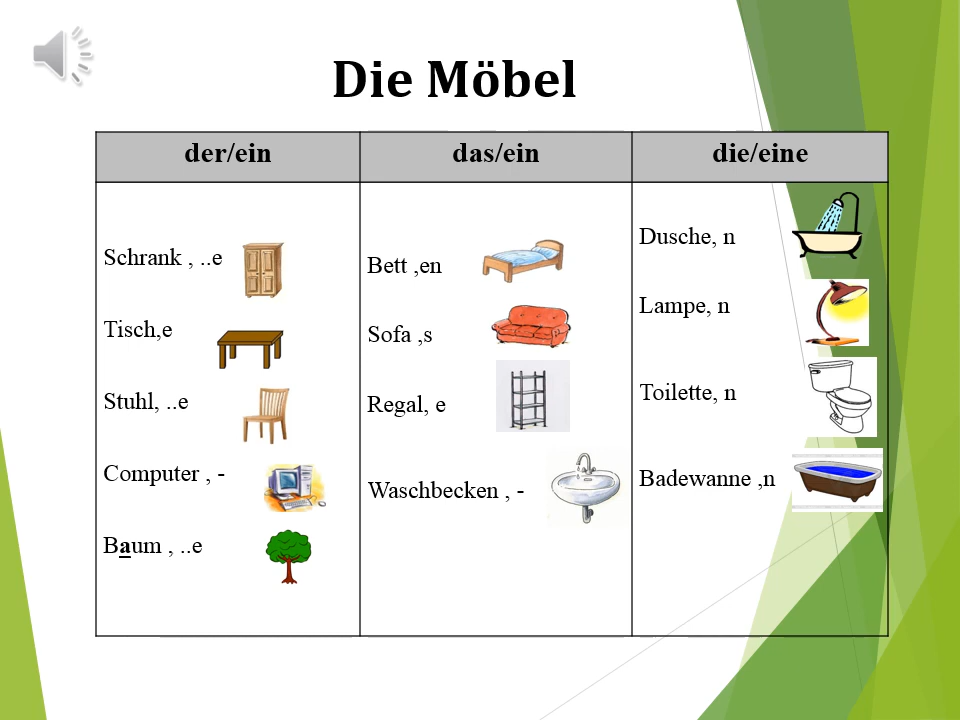 Die Möbel
der/ein
das/ein
die/eine
Schrank , ..e
Tisch,e
Stuhl, ..e
Computer , -
Baum , ..e
Bett ,en
Sofa ,s
Regal, e
Waschbecken , -
Dusche, n
Lampe, n
Toilette, n
Badewanne ,n